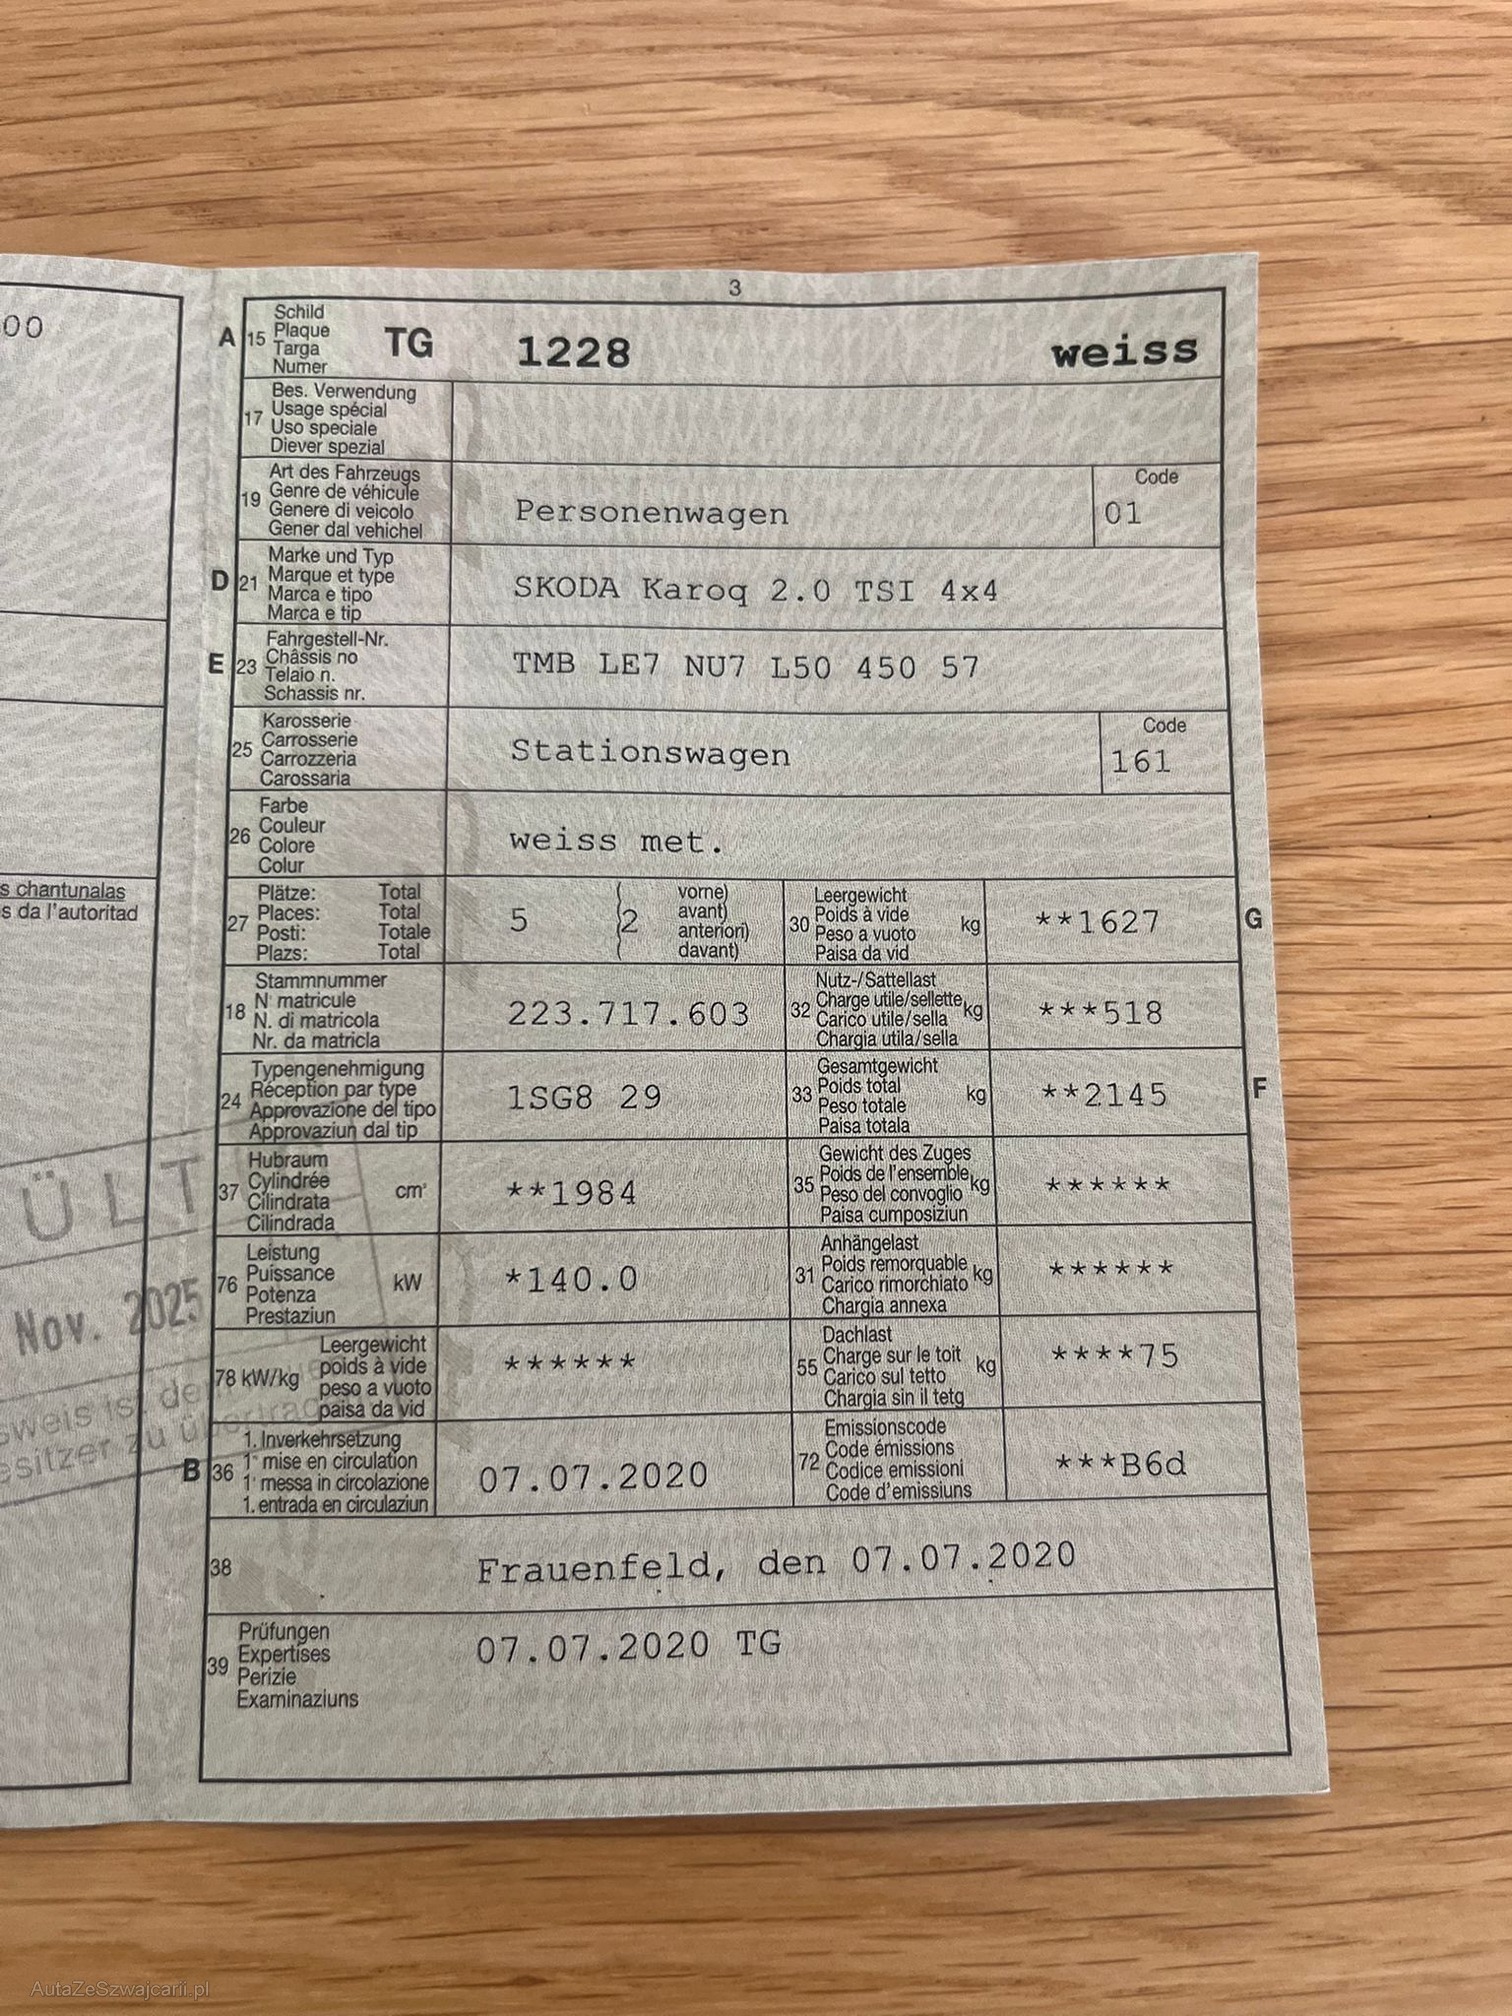 00
s chantunalas
s da l'autoritad
ÜLT
Nov. 2025
sweis ist de
esitzer zu übertrag
3
A 15 Schild
Plaque
Targa
Numer
TG 1228 weiss
17 Bes. Verwendung
Usage spécial
Uso speciale
Diever spezial
19 Art des Fahrzeugs
Genre de véhicule
Genere di veicolo
Gener dal vehichel
Personenwagen
Code
01
D 21 Marke und Typ
Marque et type
Marca e tipo
Marca e tip
SKODA Karoq 2.0 TSI 4x4
E 23 Fahrgestell-Nr.
Châssis no
Telaio n.
Schassis nr.
TMB LE7 NU7 L50 450 57
25 Karosserie
Carrosserie
Carrozzeria
Carossaria
Stationswagen
Code
161
26 Farbe
Couleur
Colore
Colur
weiss met.
27 Plätze: Total
Places: Total
Posti: Totale
Plazs: Total
5 2
vorne)
avant)
anteriori)
davant)
30 Leergewicht
Poids à vide
Peso a vuoto
Paisa da vid
kg
**1627
G
18 Stammnummer
N° matricule
N. di matricola
Nr. da matricla
223.717.603
32 Nutz-/Sattellast
Charge utile/sellette
Carico utile/sella
Chargia utila/sella
kg
***518
24 Typengenehmigung
Réception par type
Approvazione del tipo
Approvaziun dal tip
1SG8 29
33 Gesamtgewicht
Poids total
Peso totale
Paisa totala
kg
**2145
F
37 Hubraum
Cylindrée
Cilindrata
Cilindrada
cm³
**1984
35 Gewicht des Zuges
Poids de l'ensemble
Peso del convoglio
Paisa cumposiziun
kg
******
76 Leistung
Puissance
Potenza
Prestaziun
kW
*140.0
31 Anhängelast
Poids remorquable
Carico rimorchiato
Chargia annexa
kg
******
78 kW/kg Leergewicht
poids à vide
peso a vuoto
paisa da vid
******
55 Dachlast
Charge sur le toit
Carico sul tetto
Chargia sin il tetg
kg
****75
B 36 1. Inverkehrsetzung
1° mise en circulation
1ª messa in circolazione
1. entrada en circulaziun
07.07.2020
72 Emissionscode
Code émissions
Codice emissioni
Code d'emissiuns
***B6d
38 Frauenfeld, den 07.07.2020
39 Prüfungen
Expertises
Perizie
Examinaziuns
07.07.2020 TG
AutaZeSzwajcarii.pl